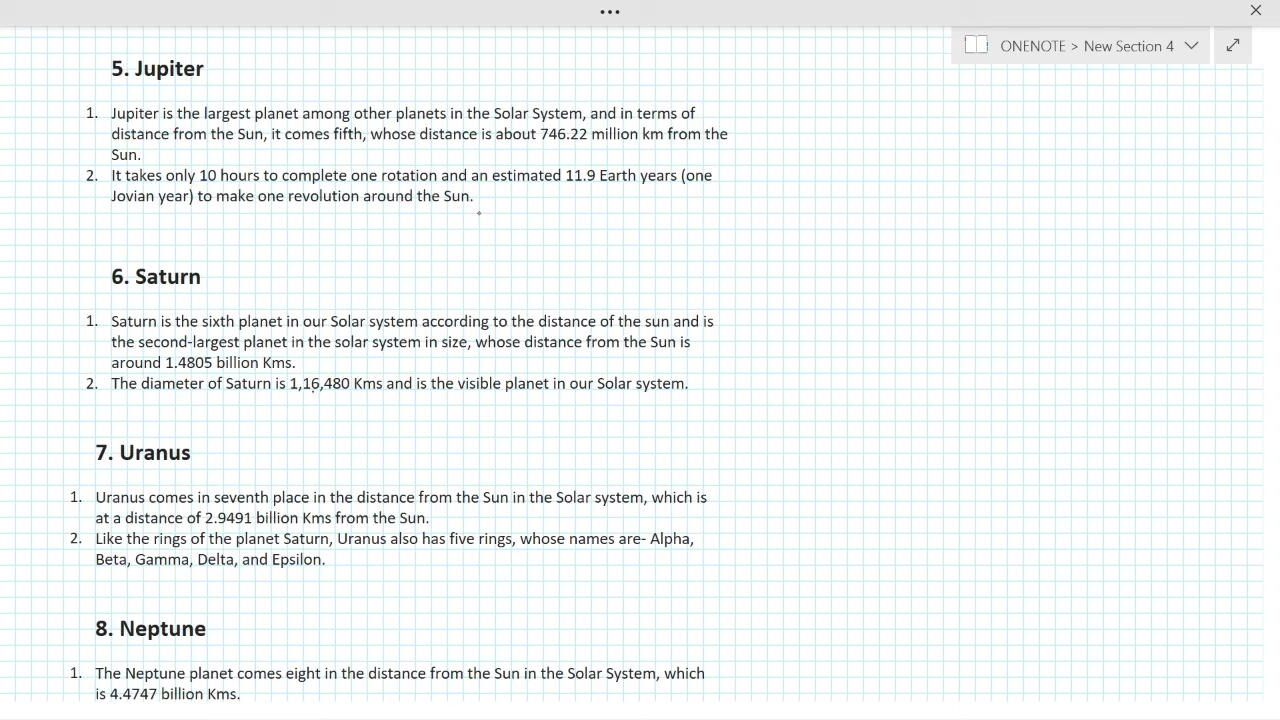 ONENOTE > New Section 4
5. Jupiter
1. Jupiter is the largest planet among other planets in the Solar System, and in terms of
distance from the Sun, it comes fifth, whose distance is about 746.22 million km from the
Sun.
2. It takes only 10 hours to complete one rotation and an estimated 11.9 Earth years (one
Jovian year) to make one revolution around the Sun.
6. Saturn
1. Saturn is the sixth planet in our Solar system according to the distance of the sun and is
the second-largest planet in the solar system in size, whose distance from the Sun is
around 1.4805 billion Kms.
2. The diameter of Saturn is 1,16,480 Kms and is the visible planet in our Solar system.
7. Uranus
1. Uranus comes in seventh place in the distance from the Sun in the Solar system, which is
at a distance of 2.9491 billion Kms from the Sun.
2. Like the rings of the planet Saturn, Uranus also has five rings, whose names are- Alpha,
Beta, Gamma, Delta, and Epsilon.
8. Neptune
1. The Neptune planet comes eight in the distance from the Sun in the Solar System, which
is 4.4747 billion Kms.